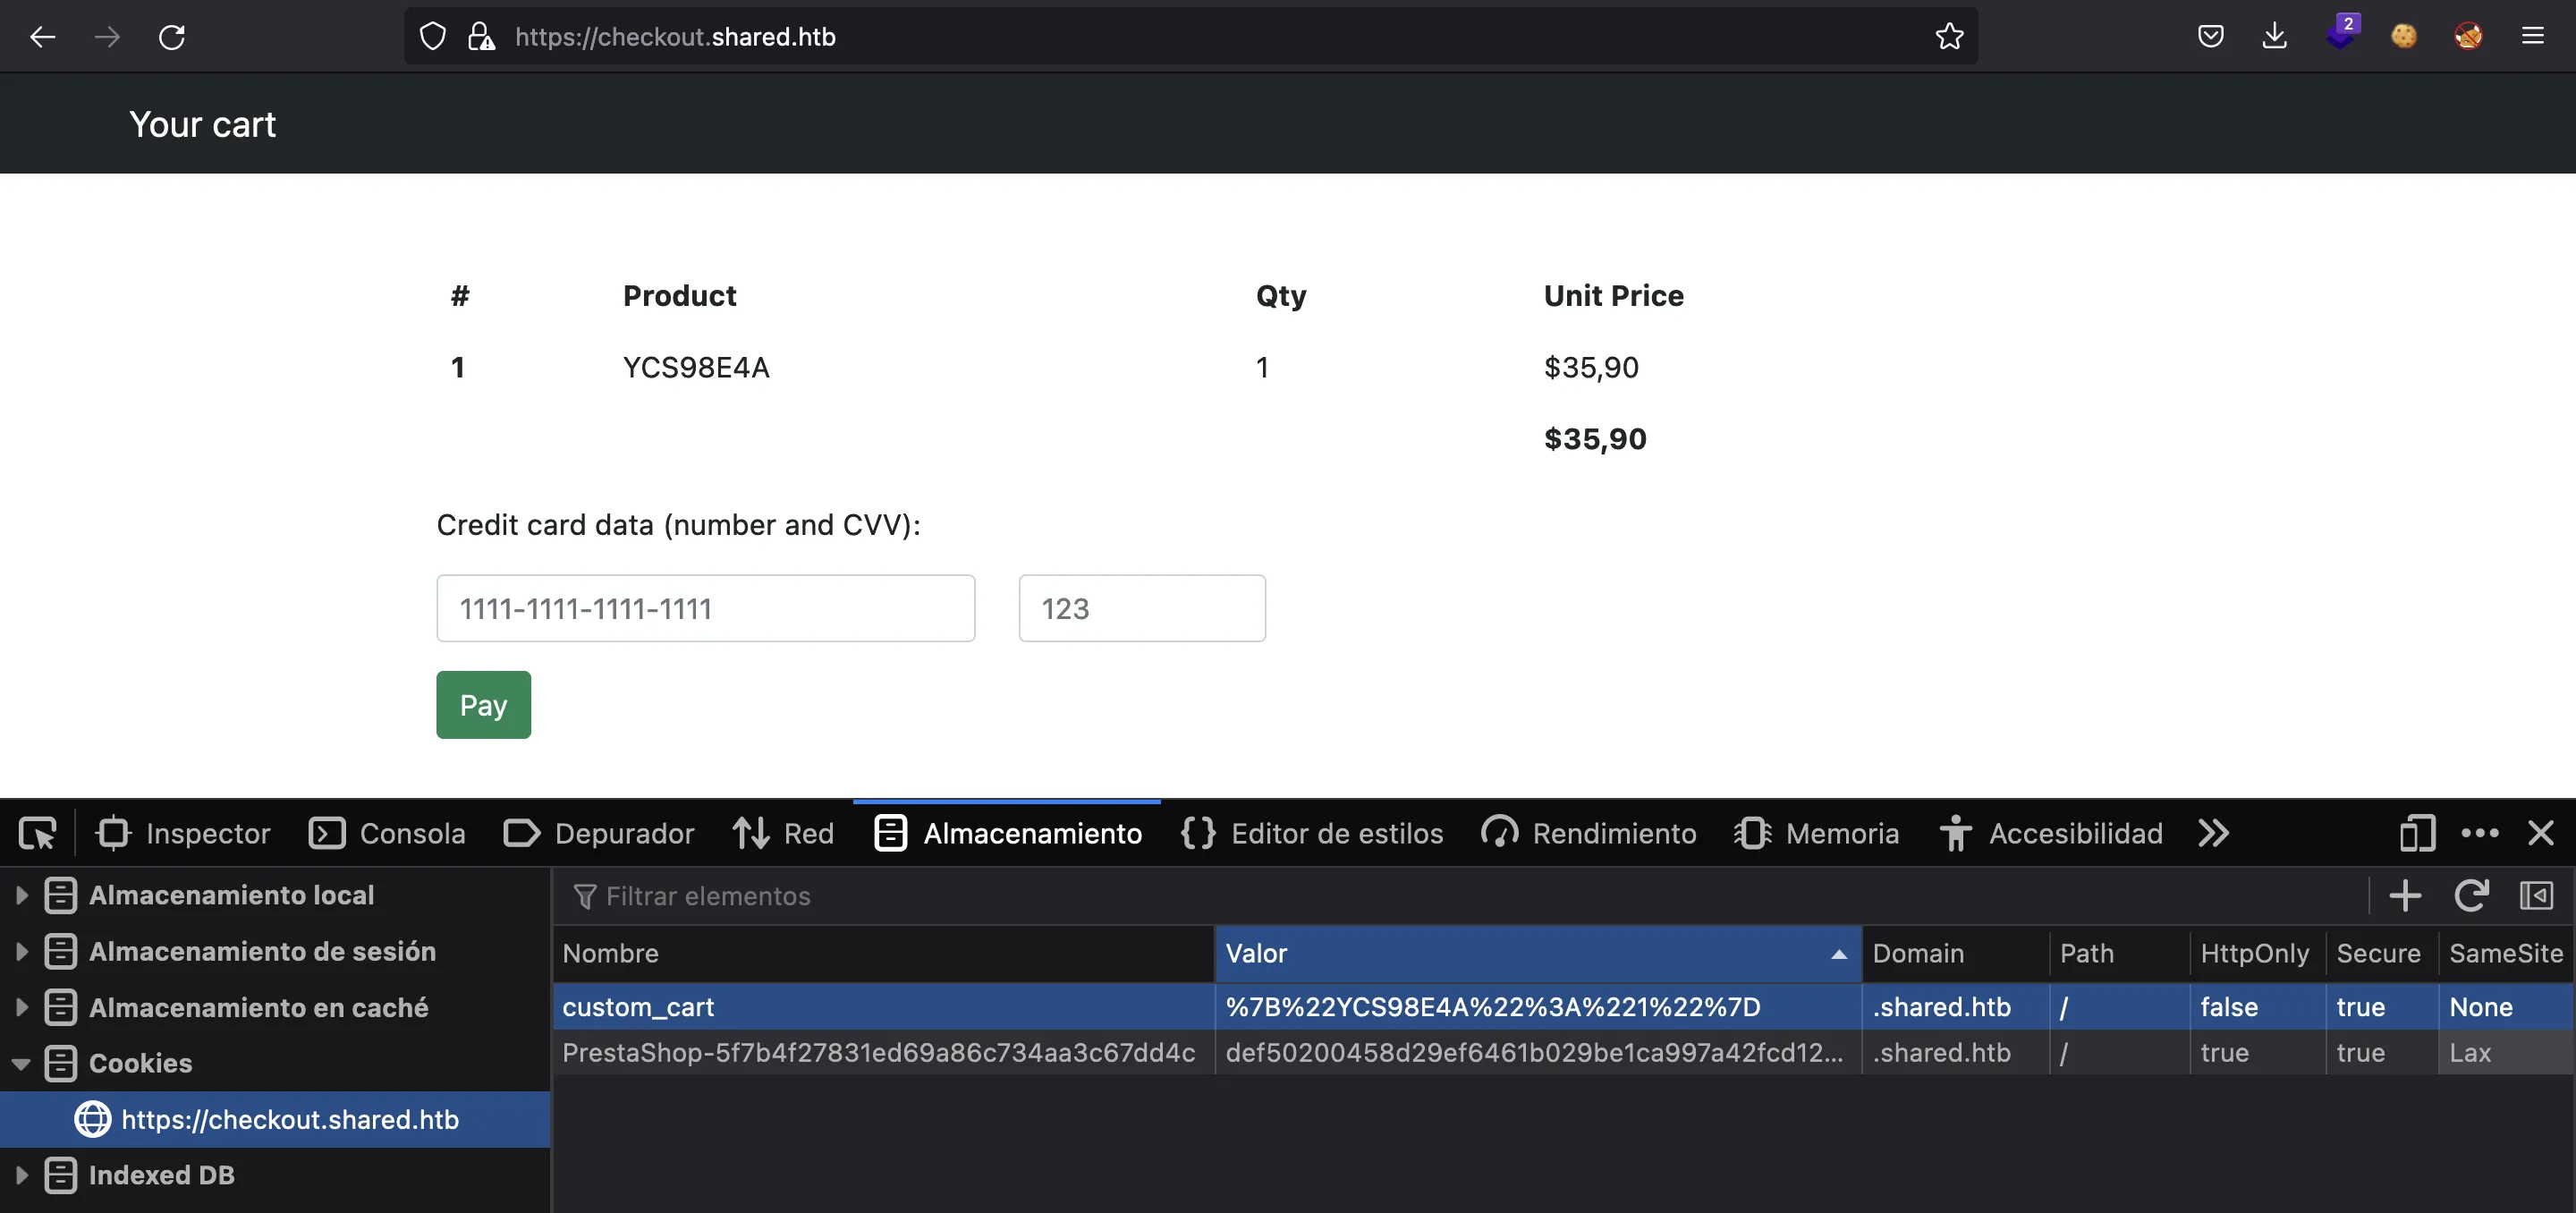 https://checkout.shared.htb
2
Your cart
# Product Qty Unit Price
1 YCS98E4A 1 $35,90
$35,90
Credit card data (number and CVV):
1111-1111-1111-1111 123
Pay
Inspector Consola Depurador Red Almacenamiento Editor de estilos Rendimiento Memoria Accesibilidad
Almacenamiento local
Almacenamiento de sesión
Almacenamiento en caché
Cookies
https://checkout.shared.htb
Indexed DB
Filtrar elementos
Nombre Valor Domain Path HttpOnly Secure SameSite
custom_cart %7B%22YCS98E4A%22%3A%221%22%7D .shared.htb / false true None
PrestaShop-5f7b4f27831ed69a86c734aa3c67dd4c def50200458d29ef6461b029be1ca997a42fcd12... .shared.htb / true true Lax